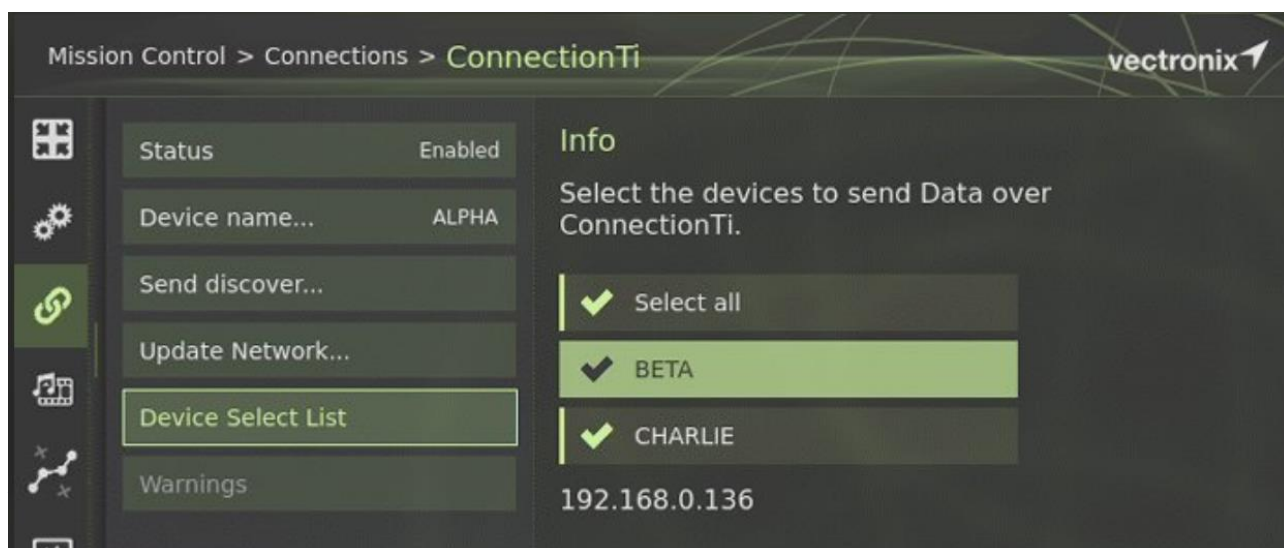 Mission Control > Connections > ConnectionTi
vectronix
Status Enabled
Device name... ALPHA
Send discover...
Update Network...
Device Select List
Warnings
Info
Select the devices to send Data over
ConnectionTi.
Select all
BETA
CHARLIE
192.168.0.136